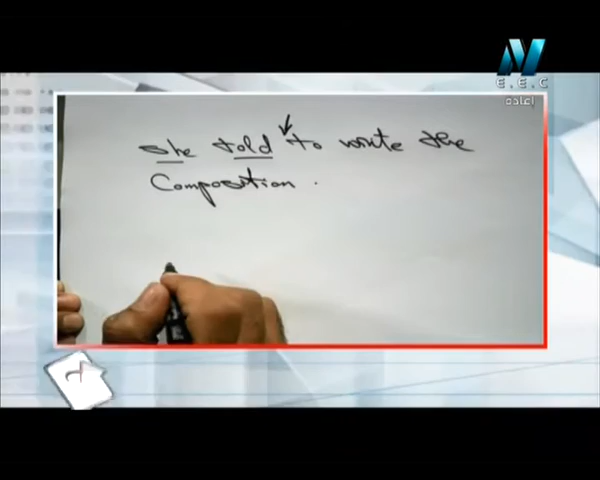 E.E.C
إعادة
She told to write the
Composition .